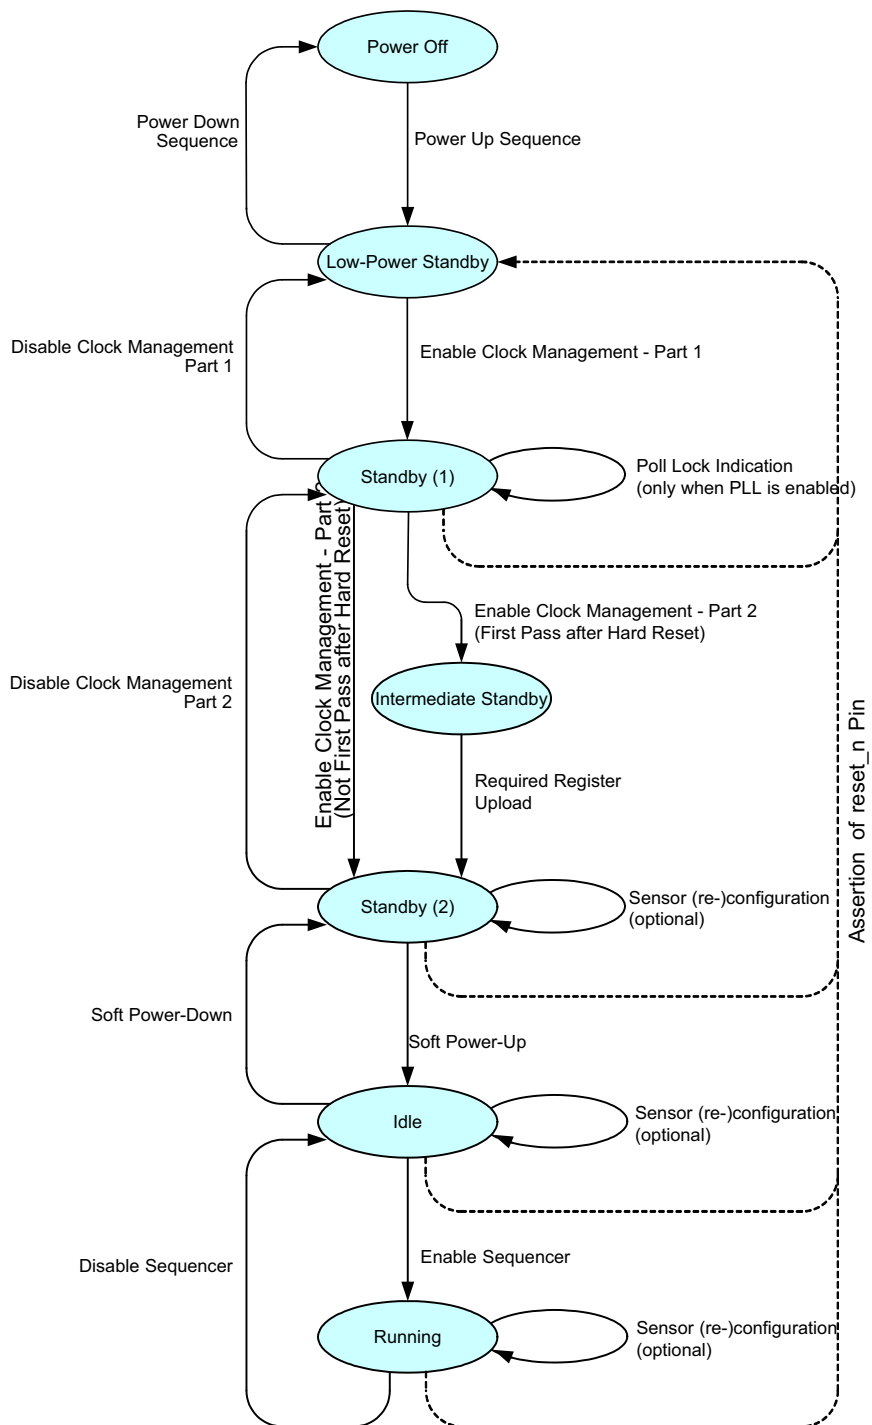 Power Off
Power Down
Sequence
Power Up Sequence
Low-Power Standby
Disable Clock Management
Part 1
Enable Clock Management - Part 1
Standby (1)
Poll Lock Indication
(only when PLL is enabled)
Enable Clock Management - Part
(Not First Pass after Hard Reset)
Enable Clock Management - Part 2
(First Pass after Hard Reset)
Disable Clock Management
Part 2
Intermediate Standby
Required Register
Upload
Assertion of reset_n Pin
Standby (2)
Sensor (re-)configuration
(optional)
Soft Power-Down
Soft Power-Up
Idle
Sensor (re-)configuration
(optional)
Disable Sequencer
Enable Sequencer
Running
Sensor (re-)configuration
(optional)